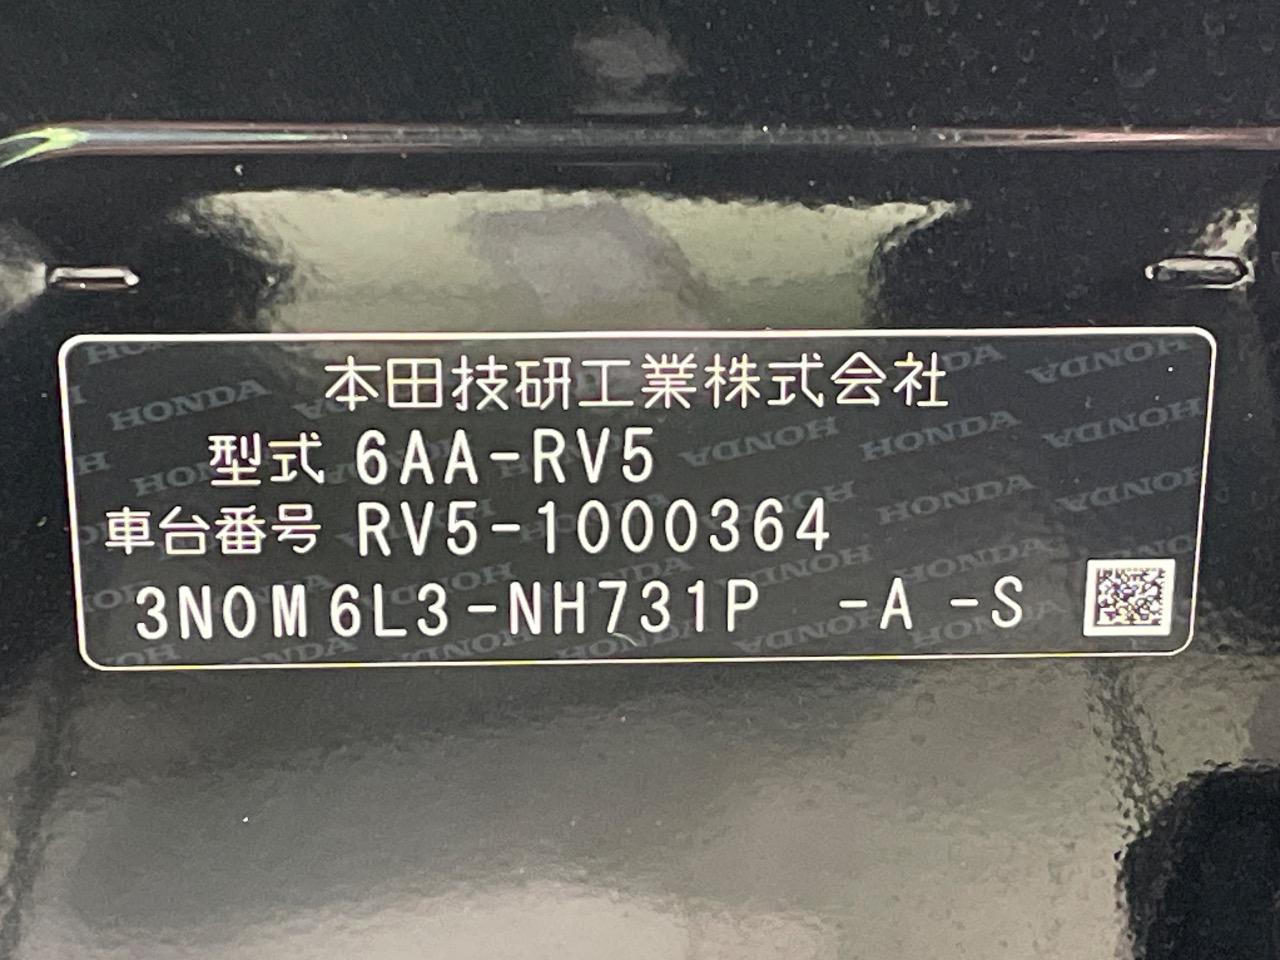 本田技研工業株式会社
型式 6AA-RV5
車台番号 RV5-1000364
3N0M6L3-NH731P -A -S